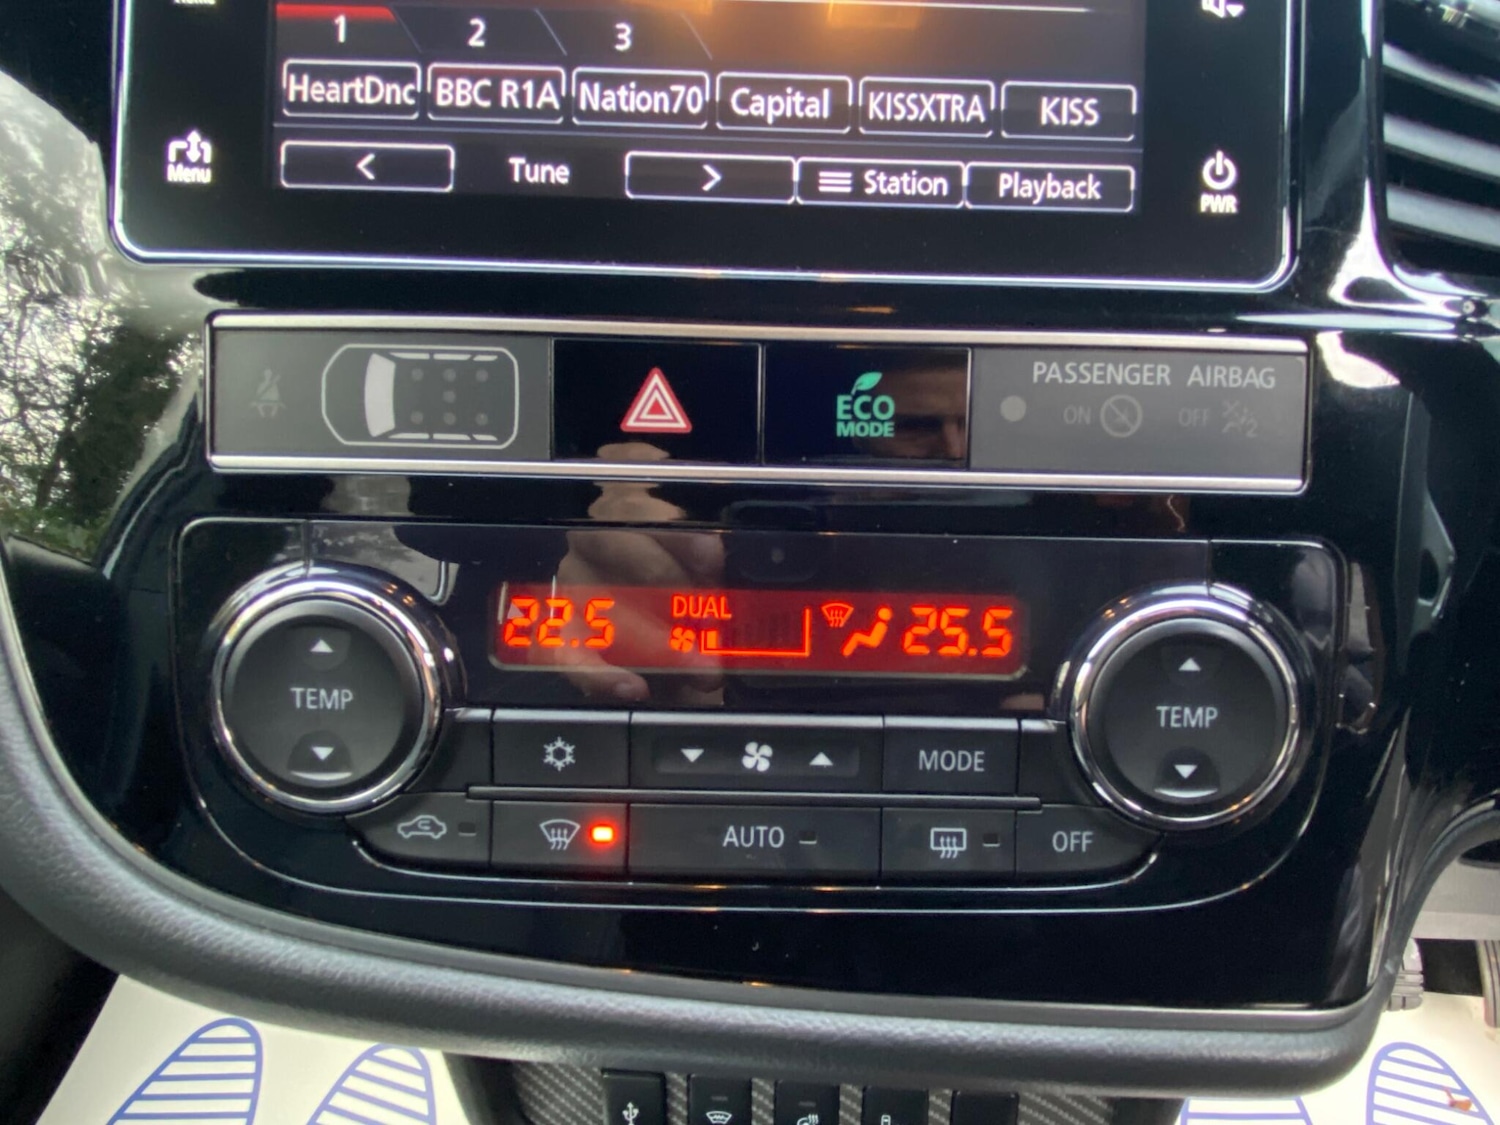 1 2 3
HeartDnc BBC R1A Nation70 Capital KISSXTRA KISS
Menu < Tune > Station Playback PWR
ECO
MODE
PASSENGER AIRBAG
ON OFF
22.5 DUAL 25.5
TEMP TEMP
MODE
AUTO OFF